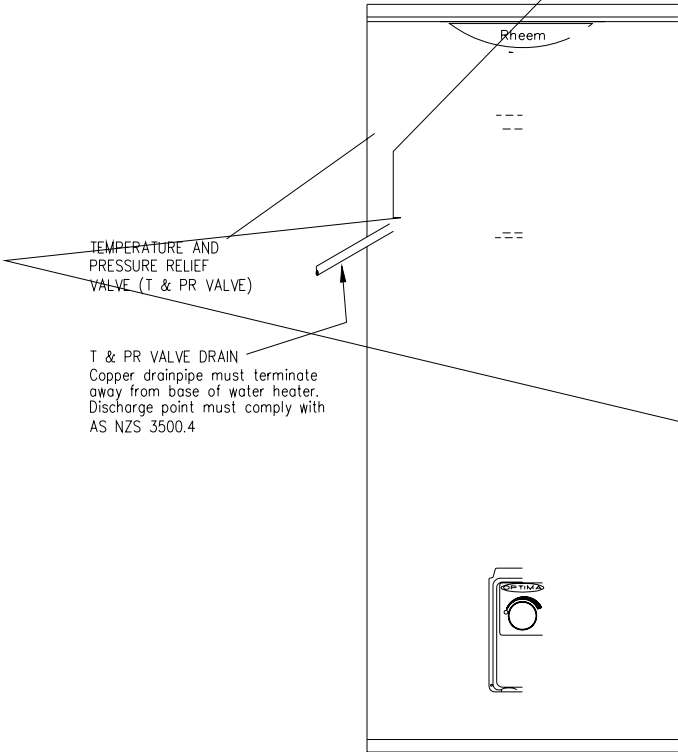 Rheem
TEMPERATURE AND
PRESSURE RELIEF
VALVE (T & PR VALVE)
T & PR VALVE DRAIN
Copper drainpipe must terminate
away from base of water heater.
Discharge point must comply with
AS NZS 3500.4
OPTIMA